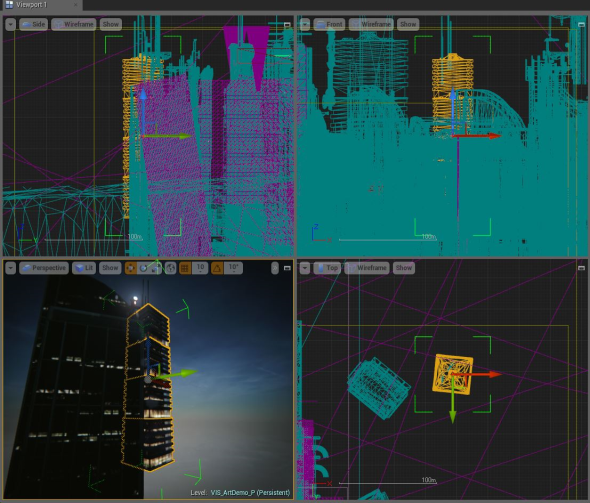 Viewport 1
Side Wireframe Show
Front Wireframe Show
100m
100m
Perspective Lit Show 10 10°
Top Wireframe Show
100m
Level: VIS_ArtDemo_P (Persistent)